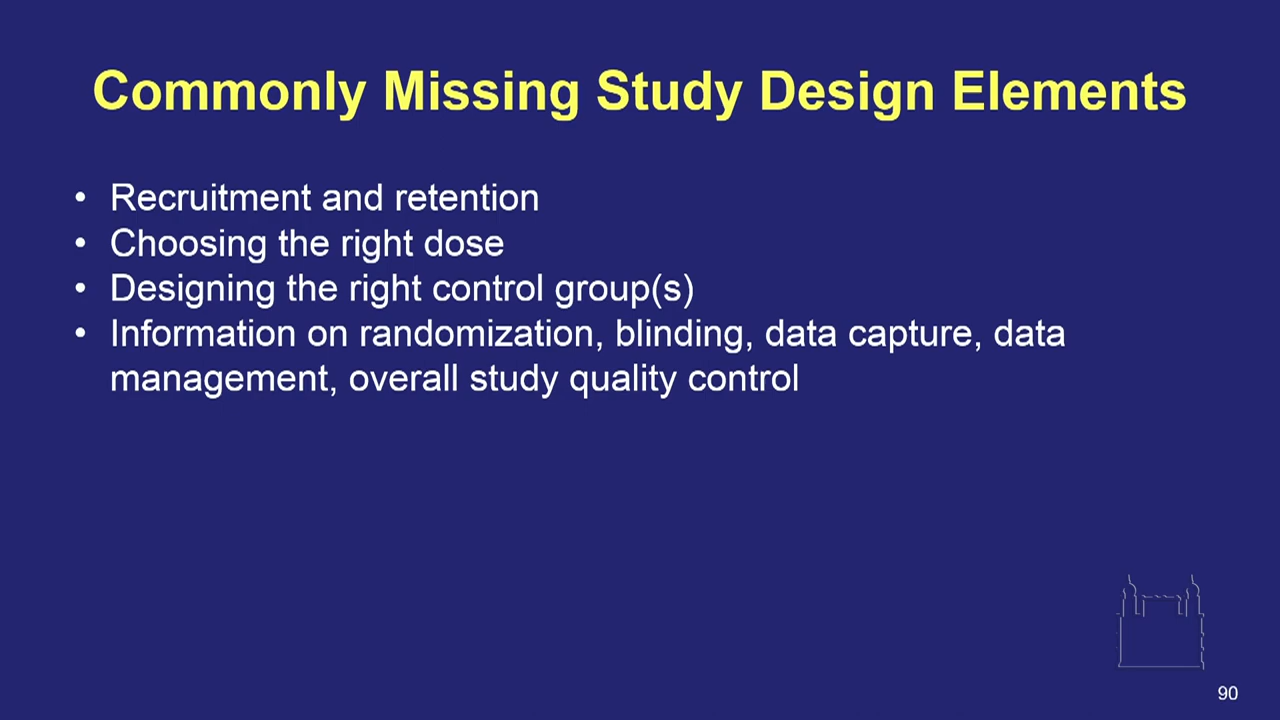 Commonly Missing Study Design Elements
• Recruitment and retention
• Choosing the right dose
• Designing the right control group(s)
• Information on randomization, blinding, data capture, data
management, overall study quality control
90